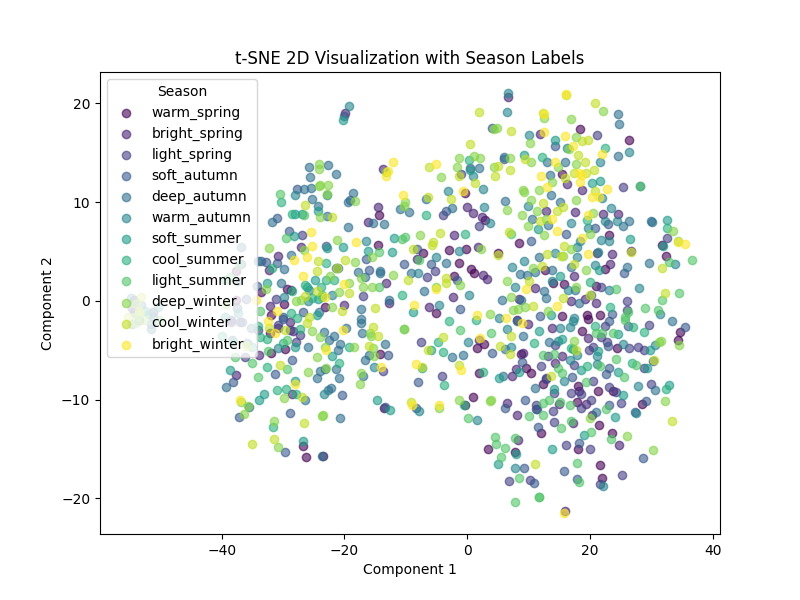 t-SNE 2D Visualization with Season Labels
Season
warm_spring
bright_spring
light_spring
soft_autumn
deep_autumn
warm_autumn
soft_summer
cool_summer
light_summer
deep_winter
cool_winter
bright_winter
Component 2
20
10
0
−10
−20
−40
−20
0
20
40
Component 1